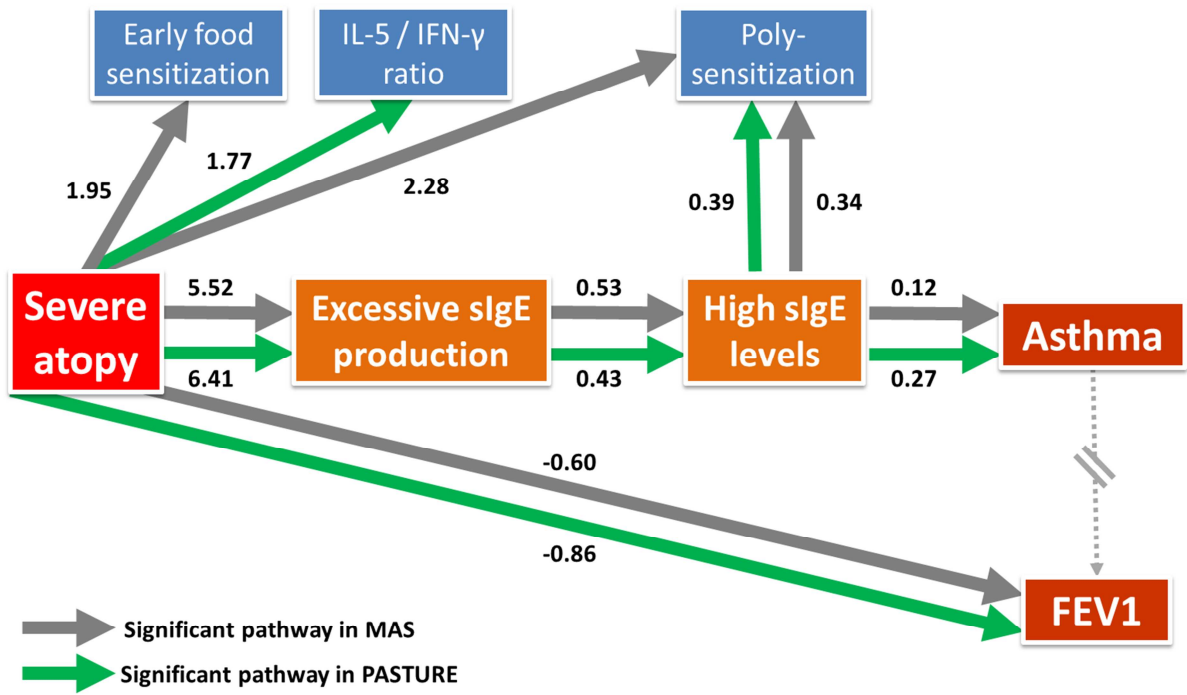 Early food
sensitization
IL-5 / IFN-γ
ratio
Poly-
sensitization
1.95
1.77
2.28
0.39
0.34
Severe
atopy
5.52
6.41
Excessive sIgE
production
0.53
0.43
High sIgE
levels
0.12
0.27
Asthma
-0.60
-0.86
FEV1
Significant pathway in MAS
Significant pathway in PASTURE